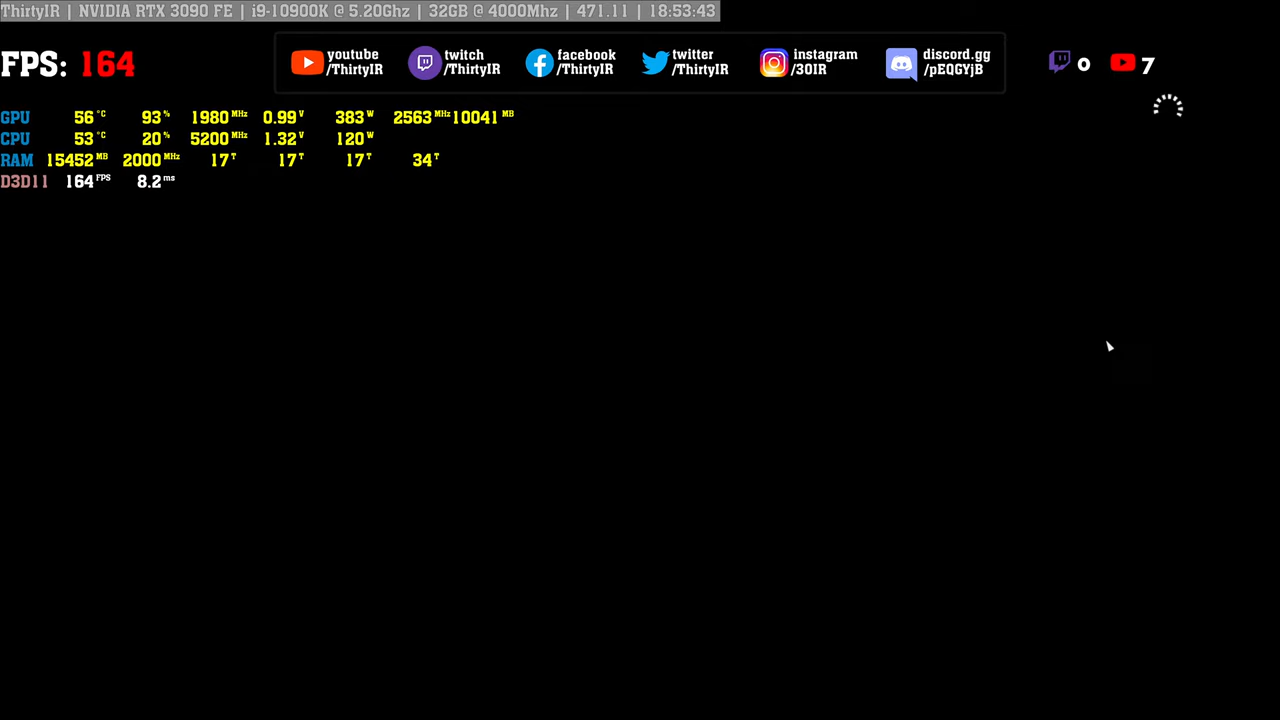 ThirtyIR | NVIDIA RTX 3090 FE | i9-10900K @ 5.20Ghz | 32GB @ 4000Mhz | 471.11 | 18:53:43
FPS: 164
youtube
/ThirtyIR
twitch
/ThirtyIR
facebook
/ThirtyIR
twitter
/ThirtyIR
instagram
/30IR
discord.gg
/pEQGYjB
0
7
GPU 56 °C 93 % 1980 MHz 0.99 V 383 W 2563 MHz 10041 MB
CPU 53 °C 20 % 5200 MHz 1.32 V 120 W
RAM 15452 MB 2000 MHz 17 T 17 T 17 T 34 T
D3D11 164 FPS 8.2 ms